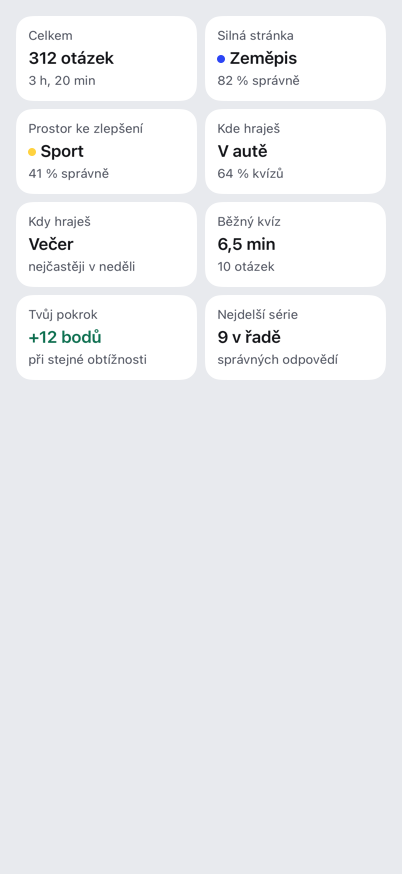 Celkem
312 otázek
3 h, 20 min
Silná stránka
Zeměpis
82 % správně
Prostor ke zlepšení
Sport
41 % správně
Kde hraješ
V autě
64 % kvízů
Kdy hraješ
Večer
nejčastěji v neděli
Běžný kvíz
6,5 min
10 otázek
Tvůj pokrok
+12 bodů
při stejné obtížnosti
Nejdelší série
9 v řadě
správných odpovědí